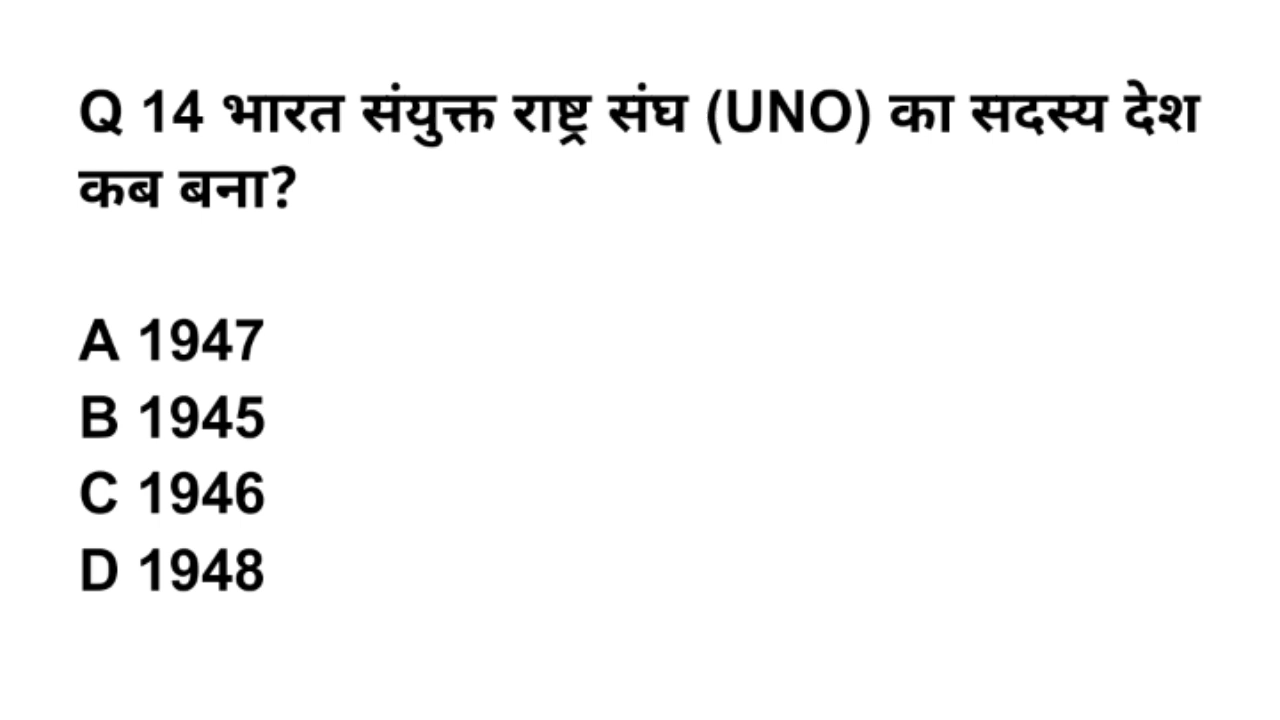 Q 14 भारत संयुक्त राष्ट्र संघ (UNO) का सदस्य देश
कब बना?
A 1947
B 1945
C 1946
D 1948